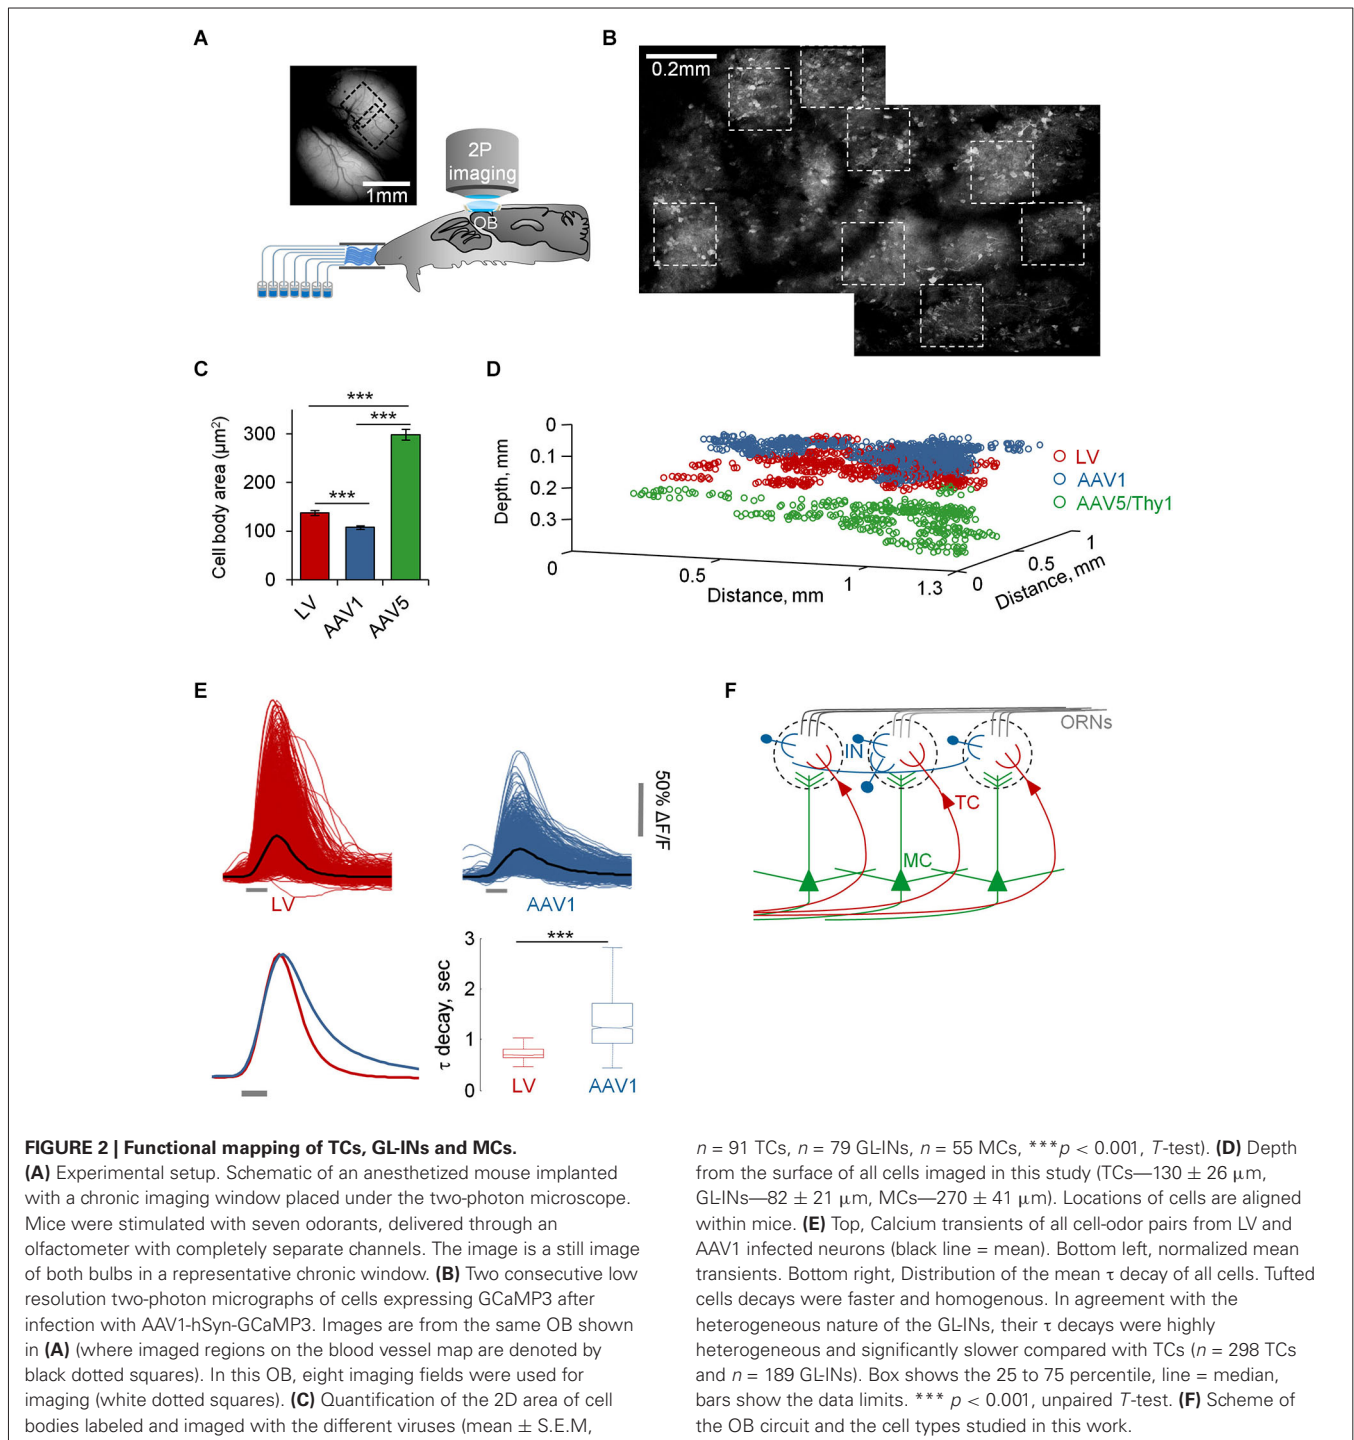 A
1mm
2P
imaging
OB
B
0.2mm
C
Cell body area (µm²)
300
200
100
0
***
***
***
LV
AAV1
AAV5
D
Depth, mm
0
0.1
0.2
0.3
0
0.5
1
1.3
Distance, mm
0
0.5
1
Distance, mm
LV
AAV1
AAV5/Thy1
E
LV
AAV1
50% ΔF/F
τ decay, sec
3
2
1
0
***
LV
AAV1
F
ORNs
IN
TC
MC
FIGURE 2 | Functional mapping of TCs, GL-INs and MCs.
(A) Experimental setup. Schematic of an anesthetized mouse implanted
with a chronic imaging window placed under the two-photon microscope.
Mice were stimulated with seven odorants, delivered through an
olfactometer with completely separate channels. The image is a still image
of both bulbs in a representative chronic window. (B) Two consecutive low
resolution two-photon micrographs of cells expressing GCaMP3 after
infection with AAV1-hSyn-GCaMP3. Images are from the same OB shown
in (A) (where imaged regions on the blood vessel map are denoted by
black dotted squares). In this OB, eight imaging fields were used for
imaging (white dotted squares). (C) Quantification of the 2D area of cell
bodies labeled and imaged with the different viruses (mean ± S.E.M,
n = 91 TCs, n = 79 GL-INs, n = 55 MCs, ***p < 0.001, T-test). (D) Depth
from the surface of all cells imaged in this study (TCs—130 ± 26 µm,
GL-INs—82 ± 21 µm, MCs—270 ± 41 µm). Locations of cells are aligned
within mice. (E) Top, Calcium transients of all cell-odor pairs from LV and
AAV1 infected neurons (black line = mean). Bottom left, normalized mean
transients. Bottom right, Distribution of the mean τ decay of all cells. Tufted
cells decays were faster and homogenous. In agreement with the
heterogeneous nature of the GL-INs, their τ decays were highly
heterogeneous and significantly slower compared with TCs (n = 298 TCs
and n = 189 GL-INs). Box shows the 25 to 75 percentile, line = median,
bars show the data limits. *** p < 0.001, unpaired T-test. (F) Scheme of
the OB circuit and the cell types studied in this work.